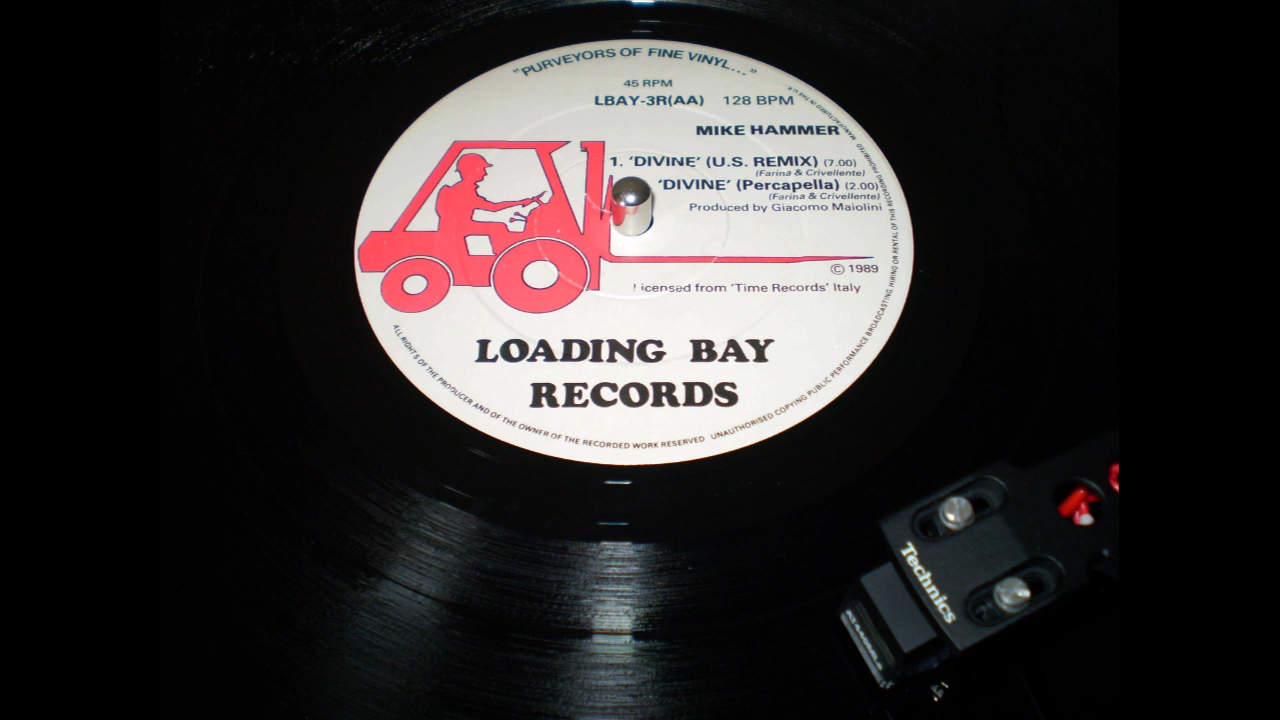 "PURVEYORS OF FINE VINYL..."
45 RPM
LBAY-3R(AA) 128 BPM
MIKE HAMMER
1. 'DIVINE' (U.S. REMIX) (7.00)
(Farina & Crivellente)
'DIVINE' (Percapella) (2.00)
(Farina & Crivellente)
Produced by Giacomo Maiolini
© 1989
Licensed from 'Time Records' Italy
LOADING BAY
RECORDS
ALL RIGHTS OF THE PRODUCER AND OF THE OWNER OF THE RECORDED WORK RESERVED UNAUTHORISED COPYING PUBLIC PERFORMANCE BROADCASTING, HIRING OR RENTAL OF THIS RECORDING PROHIBITED MANUFACTURED IN THE U.K.
Technics